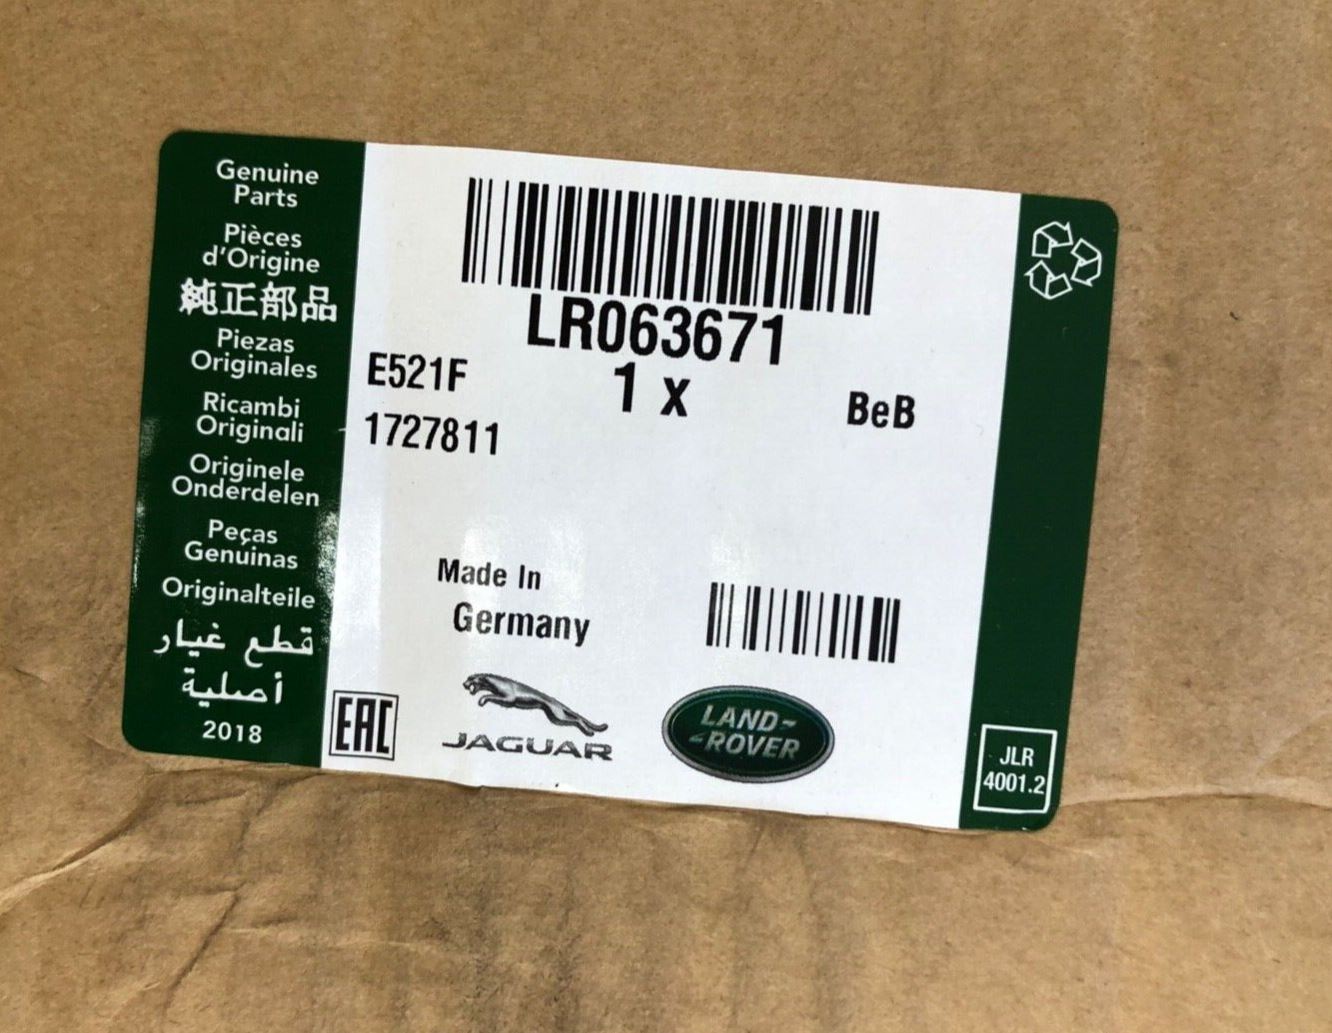 Genuine
Parts
Pièces
d'Origine
純正部品
Piezas
Originales
Ricambi
Originali
Originele
Onderdelen
Peças
Genuinas
Originalteile
قطع غيار
أصلية
2018
LR063671
E521F
1 x
BeB
1727811
Made In
Germany
EAC
JAGUAR
LAND-
-ROVER
JLR
4001.2